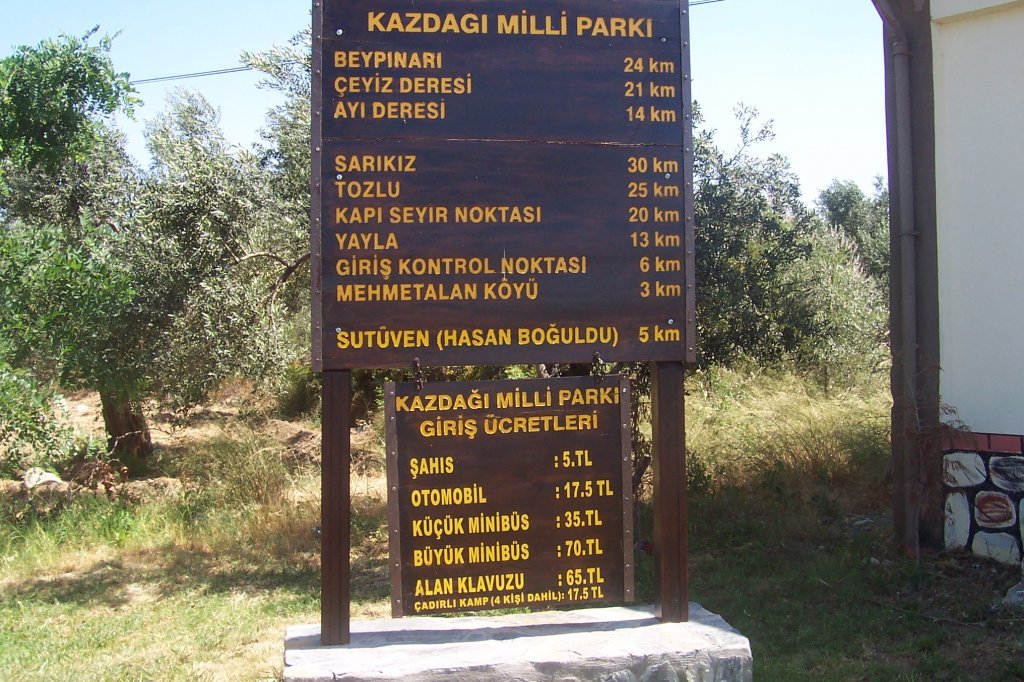 KAZDAGI MİLLİ PARKI
BEYPINARI 24 km
ÇEYİZ DERESİ 21 km
AYI DERESİ 14 km
SARIKIZ 30 km
TOZLU 25 km
KAPI SEYİR NOKTASI 20 km
YAYLA 13 km
GİRİŞ KONTROL NOKTASI 6 km
MEHMETALAN KÖYÜ 3 km
SUTÜVEN (HASAN BOĞULDU) 5 km
KAZDAĞI MİLLİ PARKI
GİRİŞ ÜCRETLERİ
ŞAHIS : 5.TL
OTOMOBİL : 17.5 TL
KÜÇÜK MİNİBÜS : 35.TL
BÜYÜK MİNİBÜS : 70.TL
ALAN KLAVUZU : 65.TL
ÇADIRLI KAMP (4 KİŞİ DAHİL): 17.5 TL